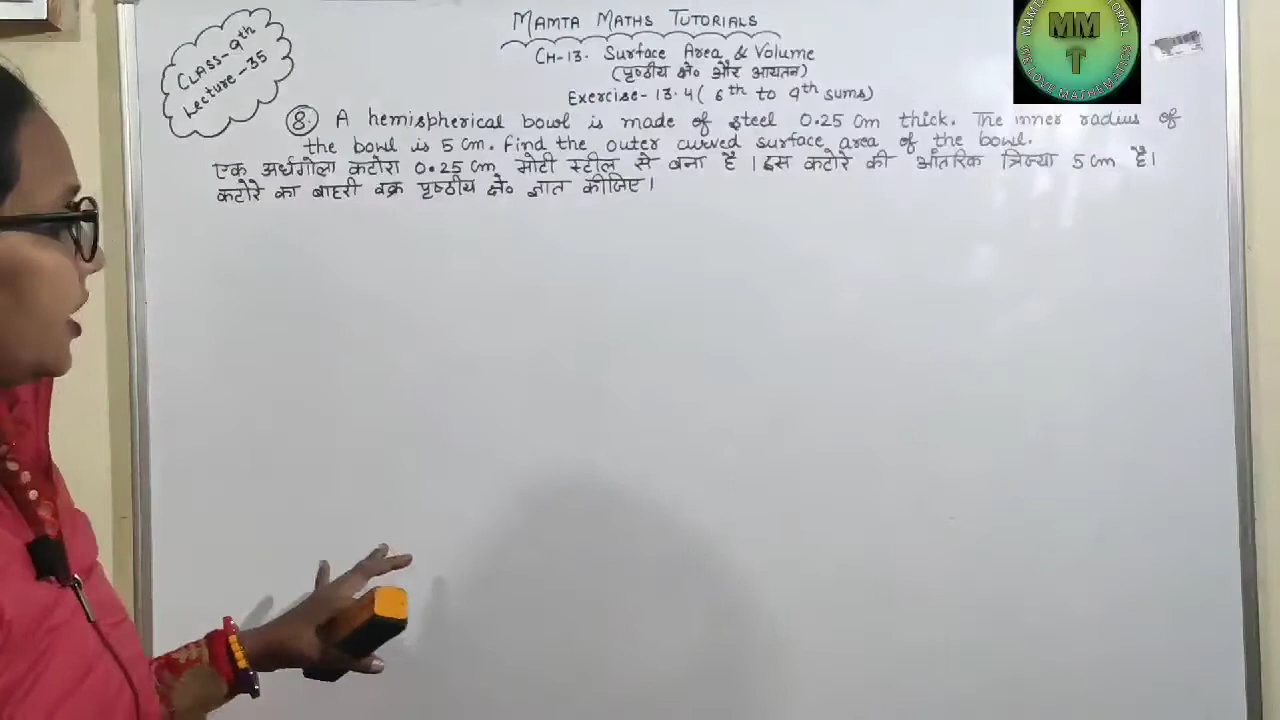 CLASS-9th
Lecture-35
MAMTA MATHS TUTORIALS
CH-13. Surface Area & Volume
(पृष्ठीय क्षे० और आयतन)
Exercise-13.4( 6th to 9th sums)
8. A hemispherical bowl is made of steel 0.25 cm thick. The inner radius of
the bowl is 5 cm. Find the outer curved surface area of the bowl.
एक अर्धगोला कटोरा 0.25 cm मोटी स्टील से बना है। इस कटोरे की आंतरिक त्रिज्या 5 cm है।
कटोरे का बाहरी वक्र पृष्ठीय क्षे० ज्ञात कीजिए।
MM
T
WE LOVE MATHEMATICS